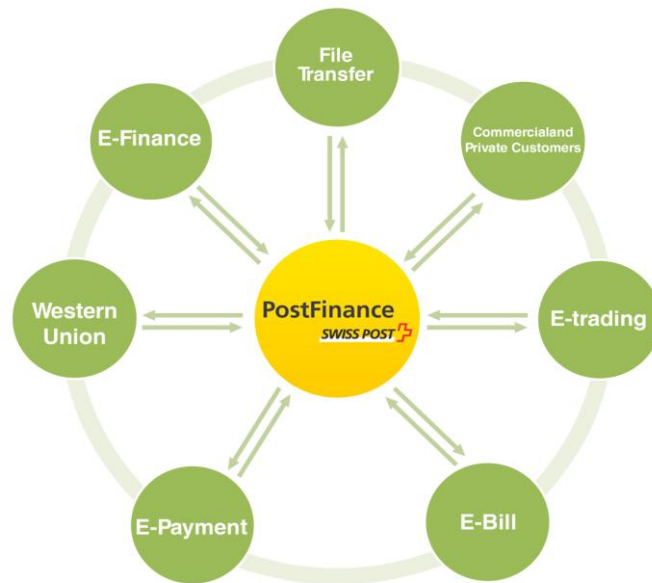 File
Transfer
E-Finance
Commercialand
Private Customers
Western
Union
PostFinance
SWISS POST
E-trading
E-Payment
E-Bill